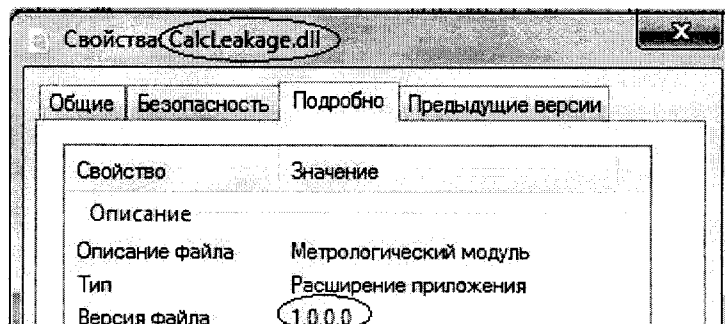 Свойства: CalcLeakage.dll
Общие Безопасность Подробно Предыдущие версии
Свойство Значение
Описание
Описание файла Метрологический модуль
Тип Расширение приложения
Версия файла 1.0.0.0